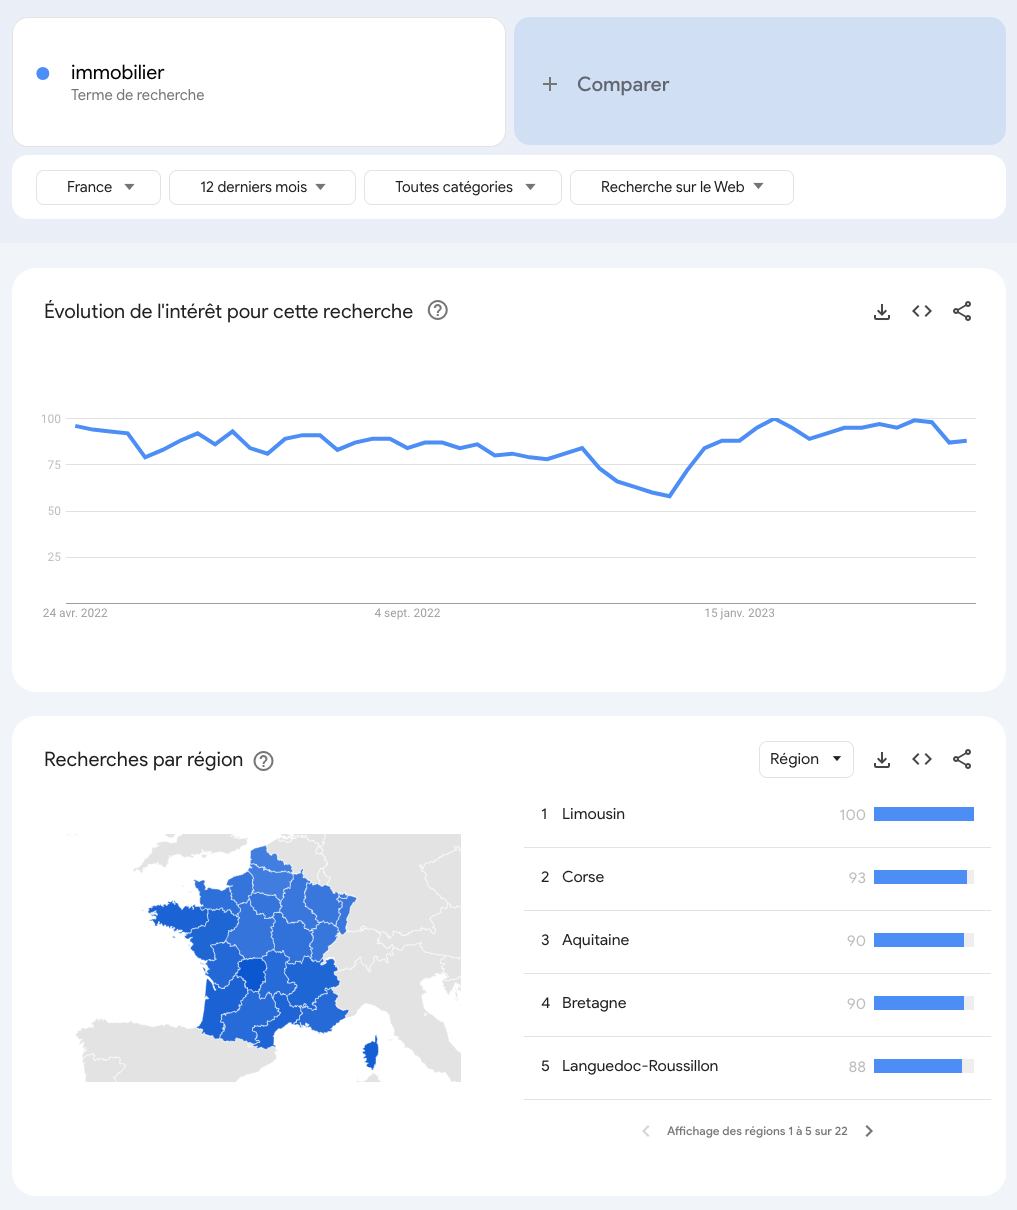 immobilier
Terme de recherche
+ Comparer
France
12 derniers mois
Toutes catégories
Recherche sur le Web
Évolution de l'intérêt pour cette recherche
100
75
50
25
24 avr. 2022
4 sept. 2022
15 janv. 2023
Recherches par région
Région
1 Limousin 100
2 Corse 93
3 Aquitaine 90
4 Bretagne 90
5 Languedoc-Roussillon 88
Affichage des régions 1 à 5 sur 22